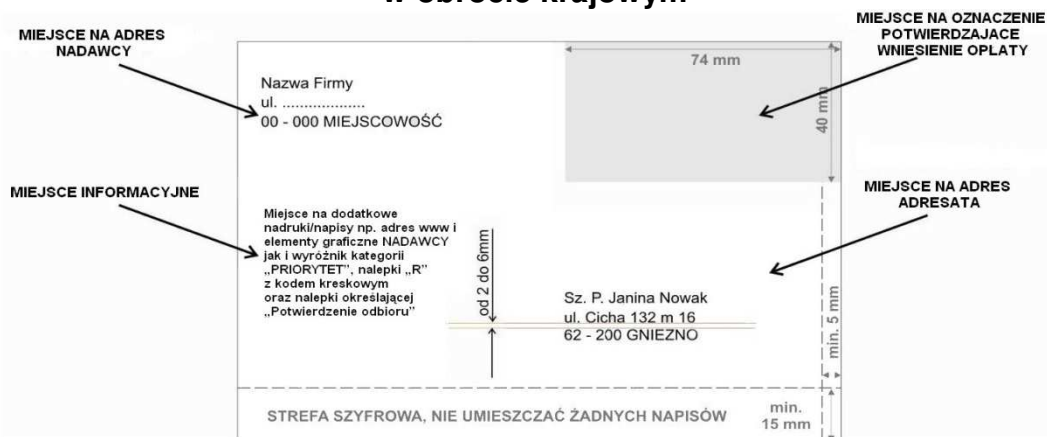 w obrocie krajowym
MIEJSCE NA ADRES
NADAWCY
MIEJSCE NA OZNACZENIE
POTWIERDZAJACE
WNIESIENIE OPLATY
74 mm
40 mm
Nazwa Firmy
ul. ...................
00 - 000 MIEJSCOWOŚĆ
MIEJSCE INFORMACYJNE
MIEJSCE NA ADRES
ADRESATA
Miejsce na dodatkowe
nadruki/napisy np. adres www i
elementy graficzne NADAWCY
jak i wyróżnik kategorii
„PRIORYTET”, nalepki „R”
z kodem kreskowym
oraz nalepki określającej
„Potwierdzenie odbioru”
od 2 do 6mm
Sz. P. Janina Nowak
ul. Cicha 132 m 16
62 - 200 GNIEZNO
min. 5 mm
STREFA SZYFROWA, NIE UMIESZCZAĆ ŻADNYCH NAPISÓW
min.
15 mm